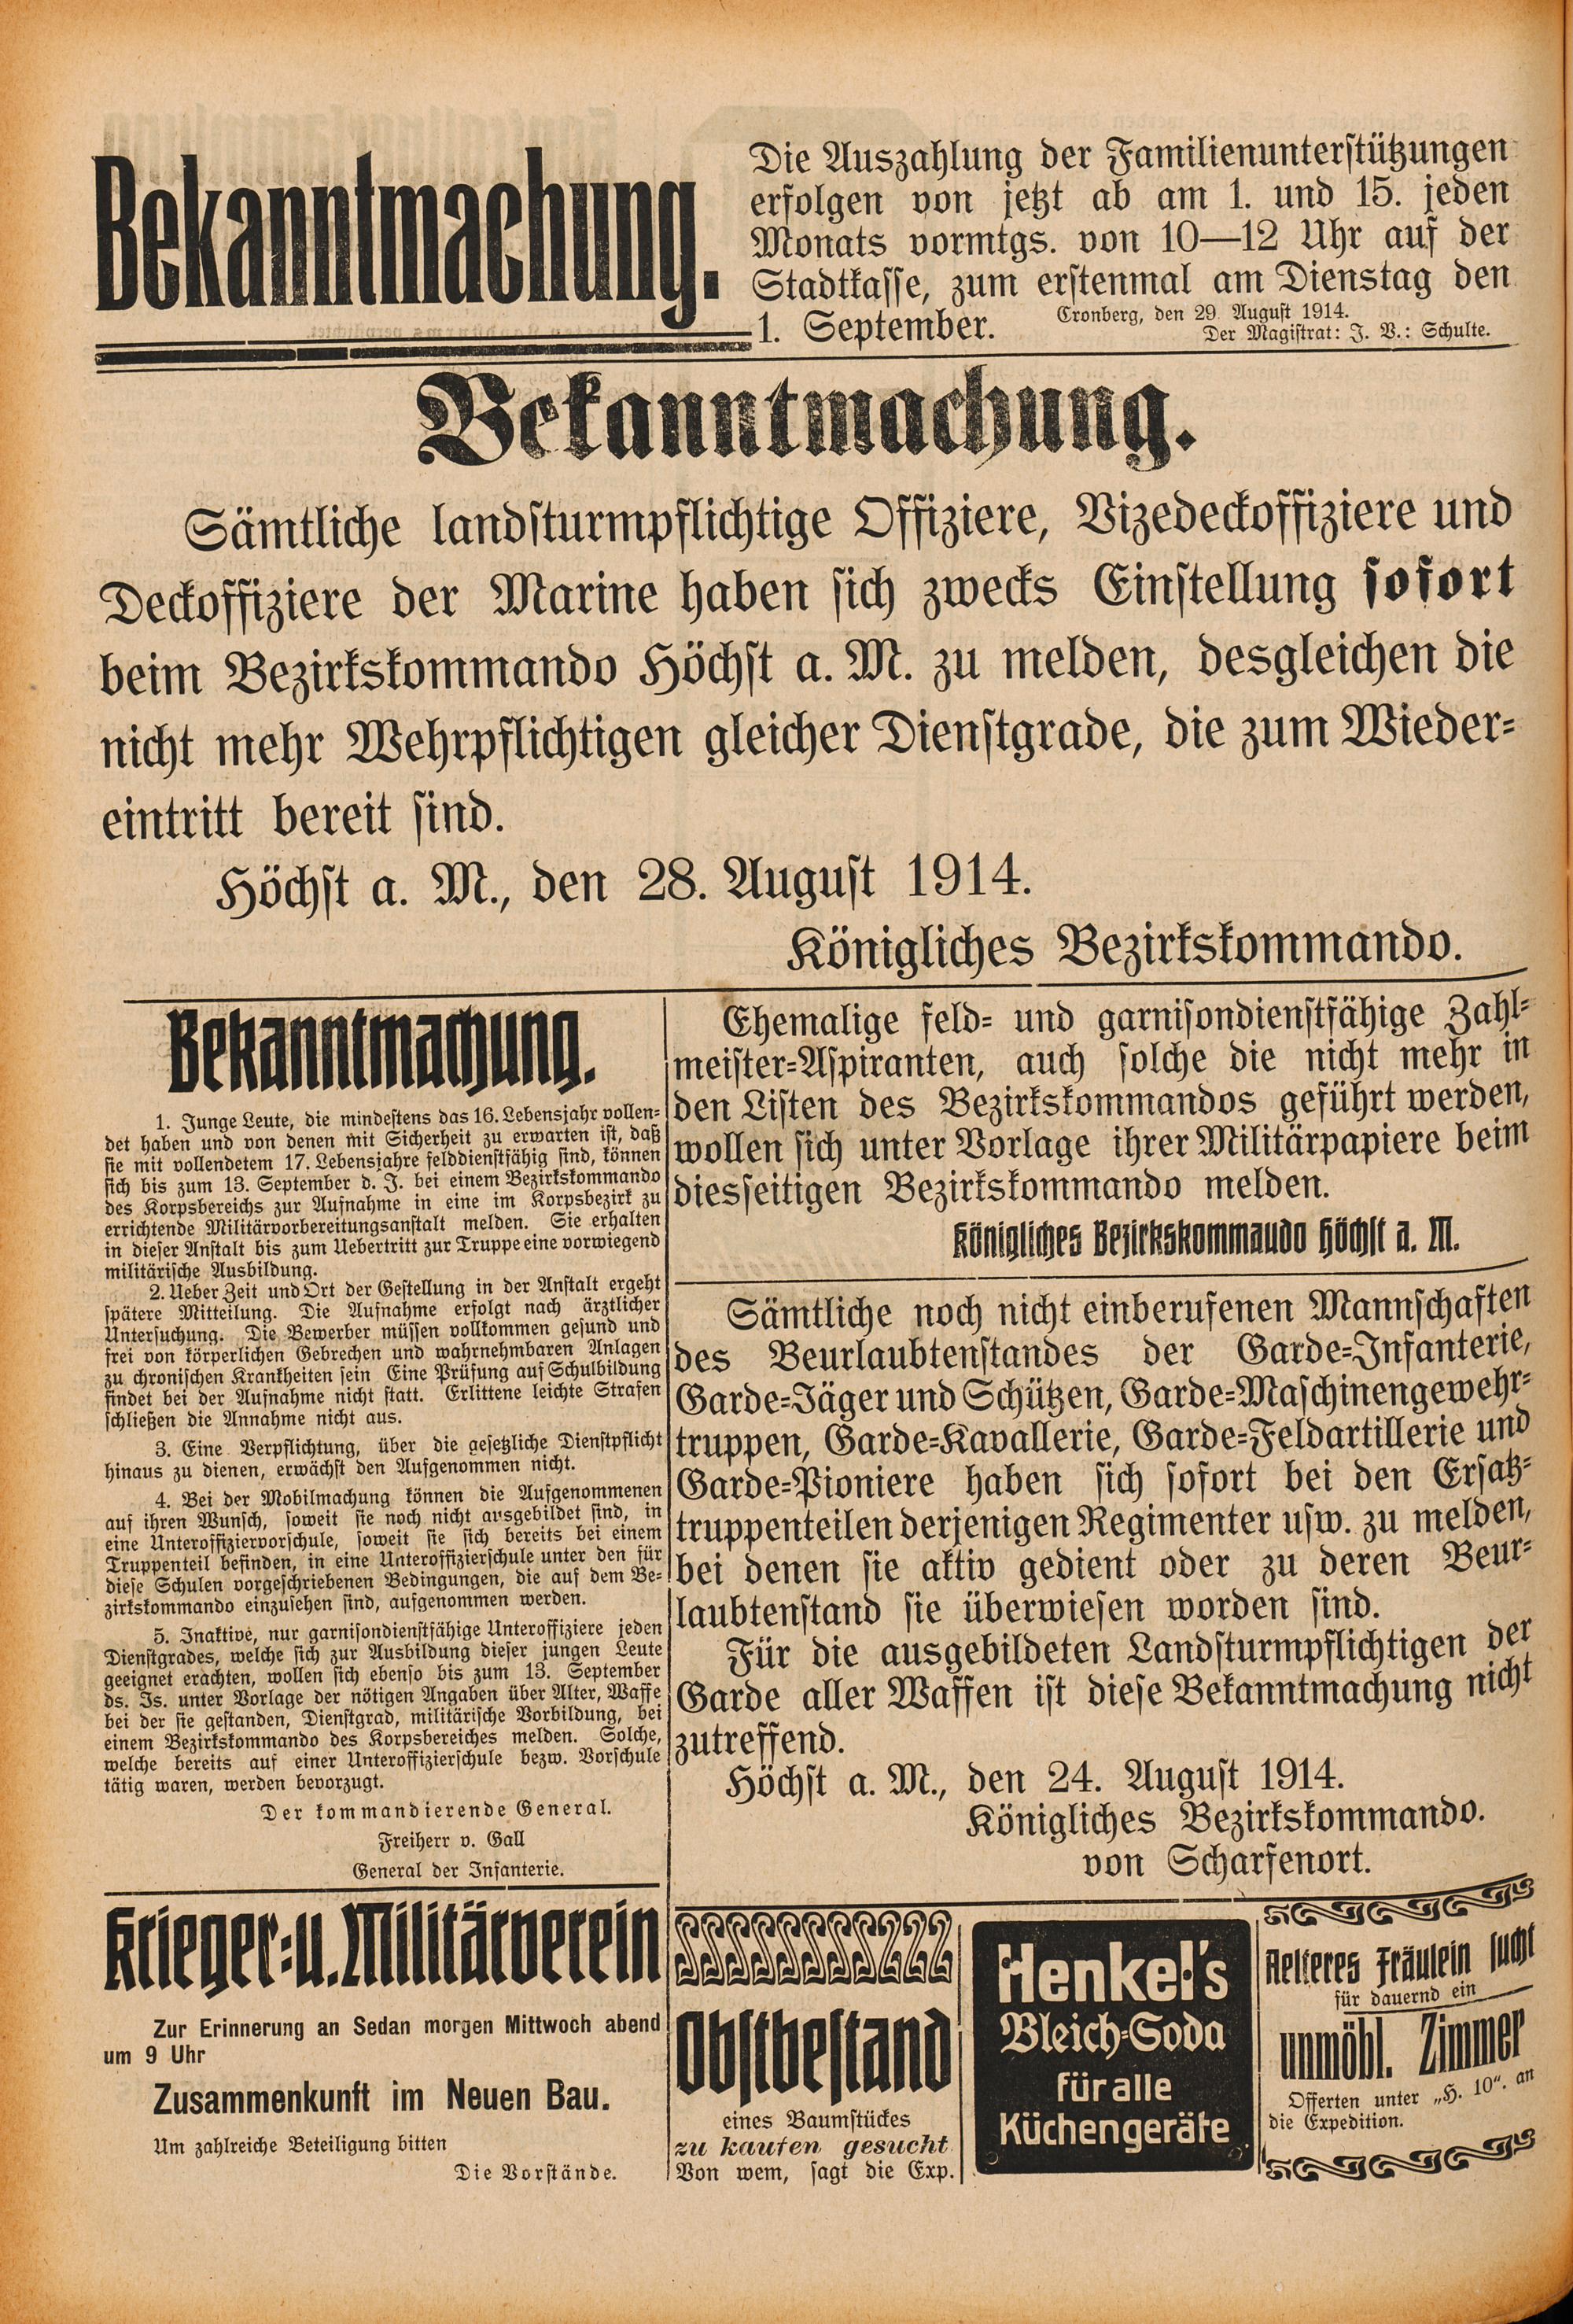 Bekanntmachung.
Die Auszahlung der Familienunterstützungen
erfolgen von jetzt ab am 1. und 15. jeden
Monats vormtgs. von 10—12 Uhr auf der
Stadtkasse, zum erstenmal am Dienstag den
1. September.
Cronberg, den 29. August 1914.
Der Magistrat: J. V.: Schulte.
Bekanntmachung.
Sämtliche landsturmpflichtige Offiziere, Vizedeckoffiziere und
Deckoffiziere der Marine haben sich zwecks Einstellung sofort
beim Bezirkskommando Höchst a. M. zu melden, desgleichen die
nicht mehr Wehrpflichtigen gleicher Dienstgrade, die zum Wieder-
eintritt bereit sind.
Höchst a. M., den 28. August 1914.
Königliches Bezirkskommando.
Bekanntmachung.
1. Junge Leute, die mindestens das 16. Lebensjahr vollen-
det haben und von denen mit Sicherheit zu erwarten ist, daß
sie mit vollendetem 17. Lebensjahre felddienstfähig sind, können
sich bis zum 13. September d. J. bei einem Bezirkskommando
des Korpsbereichs zur Aufnahme in eine im Korpsbezirk zu
errichtende Militärvorbereitungsanstalt melden. Sie erhalten
in dieser Anstalt bis zum Uebertritt zur Truppe eine vorwiegend
militärische Ausbildung.
2. Ueber Zeit und Ort der Gestellung in der Anstalt ergeht
spätere Mitteilung. Die Aufnahme erfolgt nach ärztlicher
Untersuchung. Die Bewerber müssen vollkommen gesund und
frei von körperlichen Gebrechen und wahrnehmbaren Anlagen
zu chronischen Krankheiten sein Eine Prüfung auf Schulbildung
findet bei der Aufnahme nicht statt. Erlittene leichte Strafen
schließen die Annahme nicht aus.
3. Eine Verpflichtung, über die gesetzliche Dienstpflicht
hinaus zu dienen, erwächst den Aufgenommen nicht.
4. Bei der Mobilmachung können die Aufgenommenen
auf ihren Wunsch, soweit sie noch nicht ausgebildet sind, in
eine Unteroffiziervorschule, soweit sie sich bereits bei einem
Truppenteil befinden, in eine Unteroffizierschule unter den für
diese Schulen vorgeschriebenen Bedingungen, die auf dem Be-
zirkskommando einzusehen sind, aufgenommen werden.
5. Inaktive, nur garnisondienstfähige Unteroffiziere jeden
Dienstgrades, welche sich zur Ausbildung dieser jungen Leute
geeignet erachten, wollen sich ebenso bis zum 13. September
ds. Js. unter Vorlage der nötigen Angaben über Alter, Waffe
bei der sie gestanden, Dienstgrad, militärische Vorbildung, bei
einem Bezirkskommando des Korpsbereiches melden. Solche,
welche bereits auf einer Unteroffizierschule bezw. Vorschule
tätig waren, werden bevorzugt.
Der kommandierende General.
Freiherr v. Gall
General der Infanterie.
Ehemalige feld- und garnisondienstfähige Zahl-
meister-Aspiranten, auch solche die nicht mehr in
den Listen des Bezirkskommandos geführt werden,
wollen sich unter Vorlage ihrer Militärpapiere beim
diesseitigen Bezirkskommando melden.
Königliches Bezirkskommaudo Höchst a. M.
Sämtliche noch nicht einberufenen Mannschaften
des Beurlaubtenstandes der Garde-Infanterie,
Garde-Jäger und Schützen, Garde-Maschinengewehr-
truppen, Garde-Kavallerie, Garde-Feldartillerie und
Garde-Pioniere haben sich sofort bei den Ersatz-
truppenteilen derjenigen Regimenter usw. zu melden,
bei denen sie aktiv gedient oder zu deren Beur-
laubtenstand sie überwiesen worden sind.
Für die ausgebildeten Landsturmpflichtigen der
Garde aller Waffen ist diese Bekanntmachung nicht
zutreffend.
Höchst a. M., den 24. August 1914.
Königliches Bezirkskommando.
von Scharfenort.
Krieger- u. Militärverein
Zur Erinnerung an Sedan morgen Mittwoch abend
um 9 Uhr
Zusammenkunft im Neuen Bau.
Um zahlreiche Beteiligung bitten
Die Vorstände.
Obstbestand
eines Baumstückes
zu kaufen gesucht
Von wem, sagt die Exp.
Henkel's
Bleich-Soda
für alle
Küchengeräte
Aelteres Fräulein sucht
für dauernd ein
unmöbl. Zimmer
Offerten unter „H. 10“. an
die Expedition.